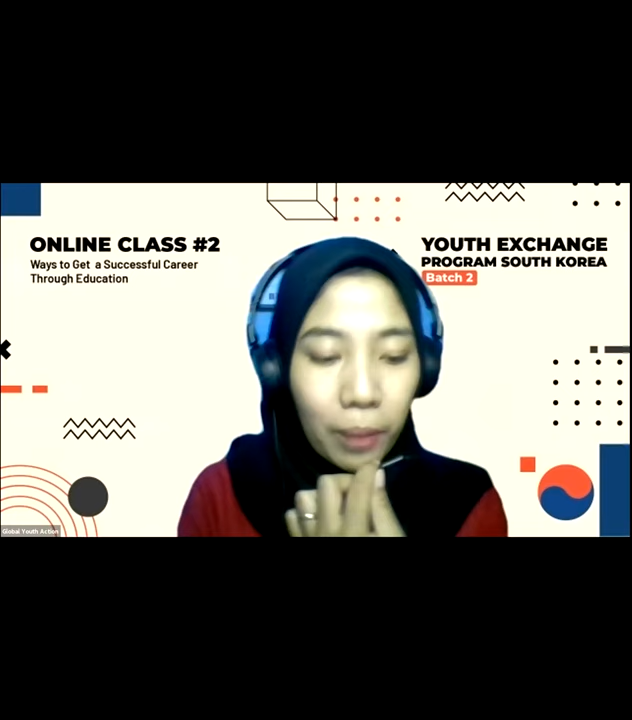 ONLINE CLASS #2
Ways to Get a Successful Career
Through Education
YOUTH EXCHANGE
PROGRAM SOUTH KOREA
Batch 2
Global Youth Action